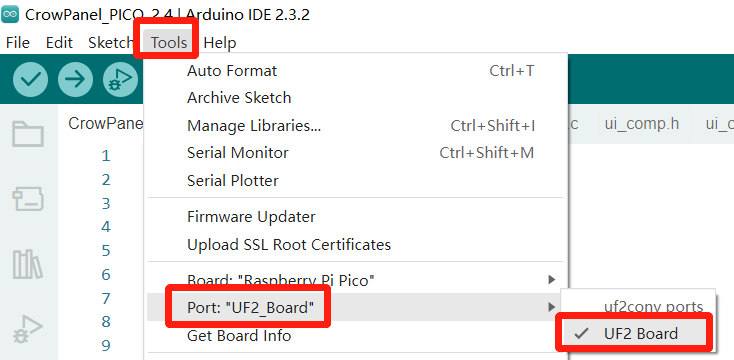 CrowPanel_PICO_2.4 | Arduino IDE 2.3.2
File Edit Sketch Tools Help
Auto Format Ctrl+T
Archive Sketch
CrowPane ui_comp.h
Manage Libraries... Ctrl+Shift+I
1
Serial Monitor Ctrl+Shift+M
2
Serial Plotter
3
4
Firmware Updater
5
Upload SSL Root Certificates
6
7
Board: "Raspberry Pi Pico"
8
Port: "UF2_Board"
uf2conv ports
9
Get Board Info
✓ UF2 Board